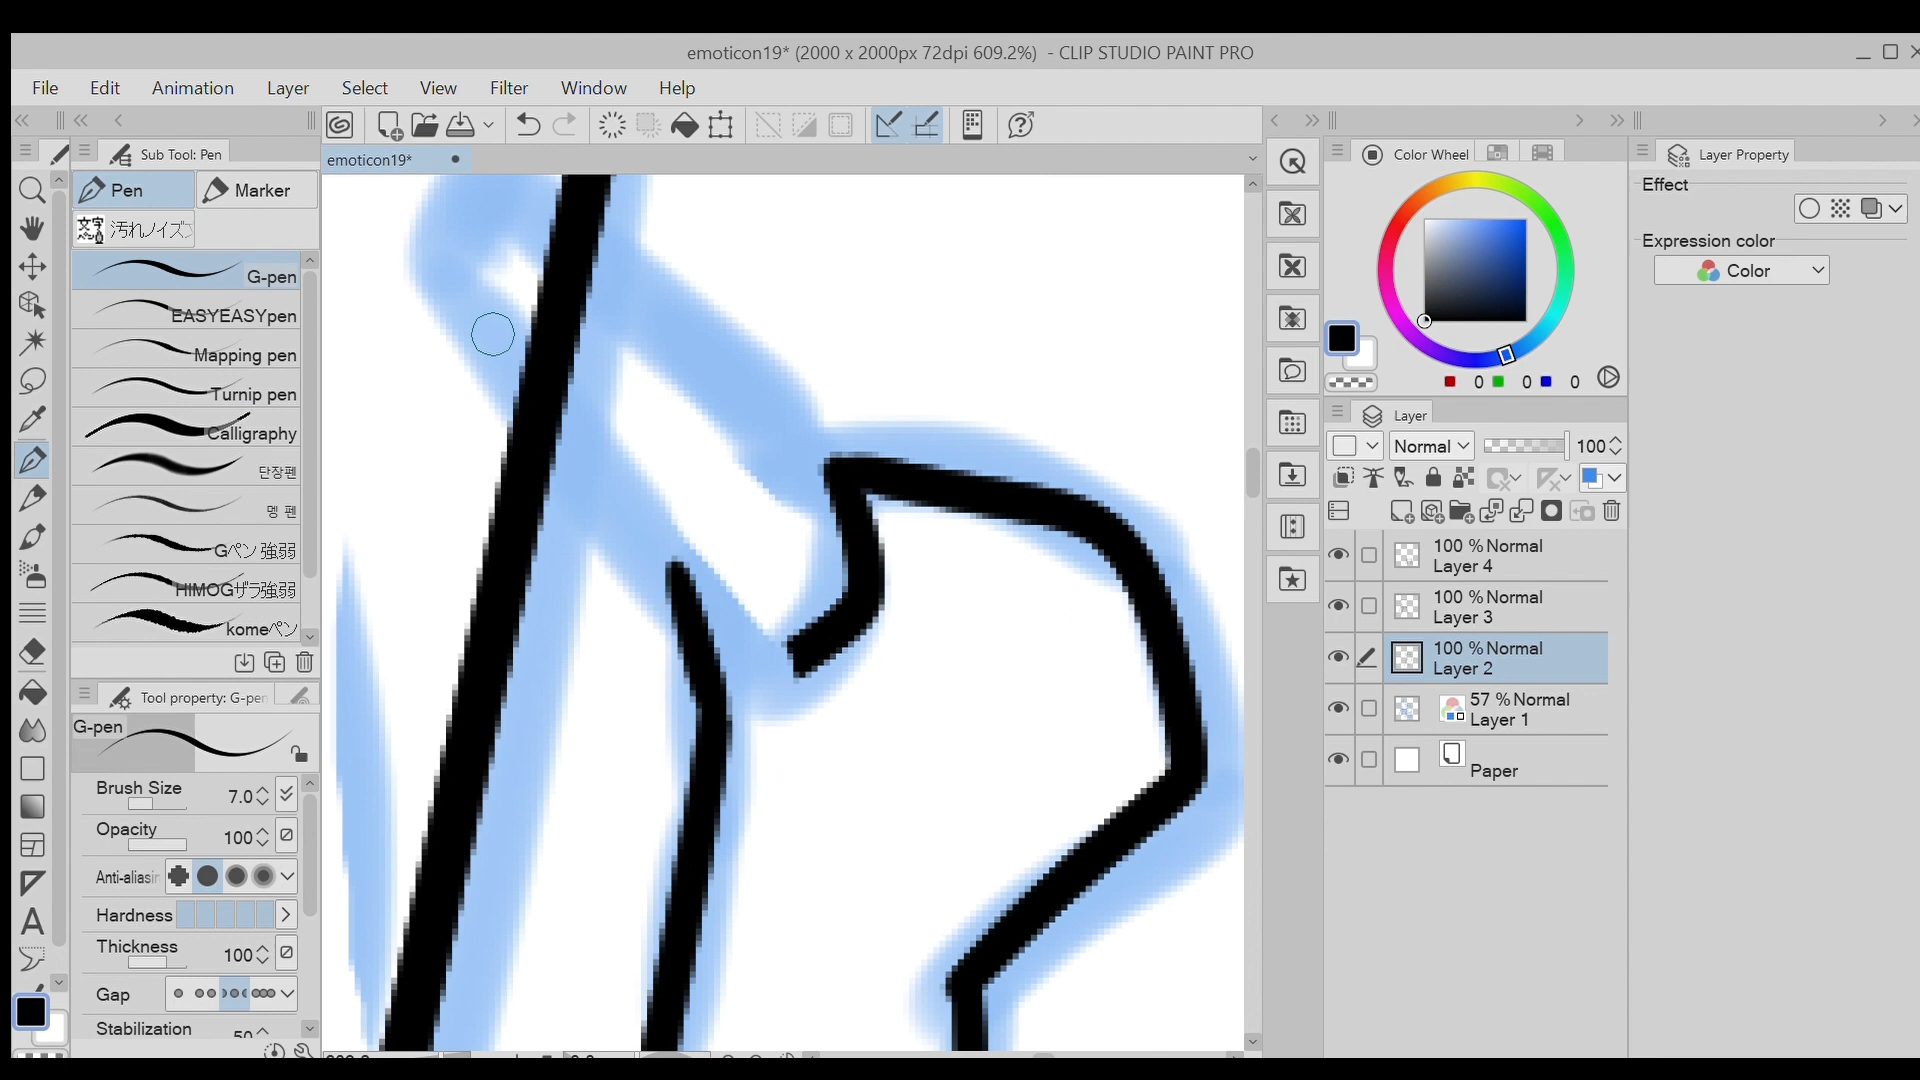 emoticon19* (2000 x 2000px 72dpi 609.2%)  - CLIP STUDIO PAINT PRO
File Edit Animation Layer Select View Filter Window Help
Sub Tool: Pen
Pen Marker
汚れノイズ
G-pen
EASYEASYpen
Mapping pen
Turnip pen
Calligraphy
단장펜
멩 펜
Gペン 強弱
HIMOGザラ強弱
komeペン
Tool property: G-pen
G-pen
Brush Size 7.0
Opacity 100
Anti-aliasin
Hardness
Thickness 100
Gap
Stabilization 50
emoticon19*
Color Wheel
0 0 0
Layer
Normal 100
100 %Normal
Layer 4
100 %Normal
Layer 3
100 %Normal
Layer 2
57 %Normal
Layer 1
Paper
Layer Property
Effect
Expression color
Color